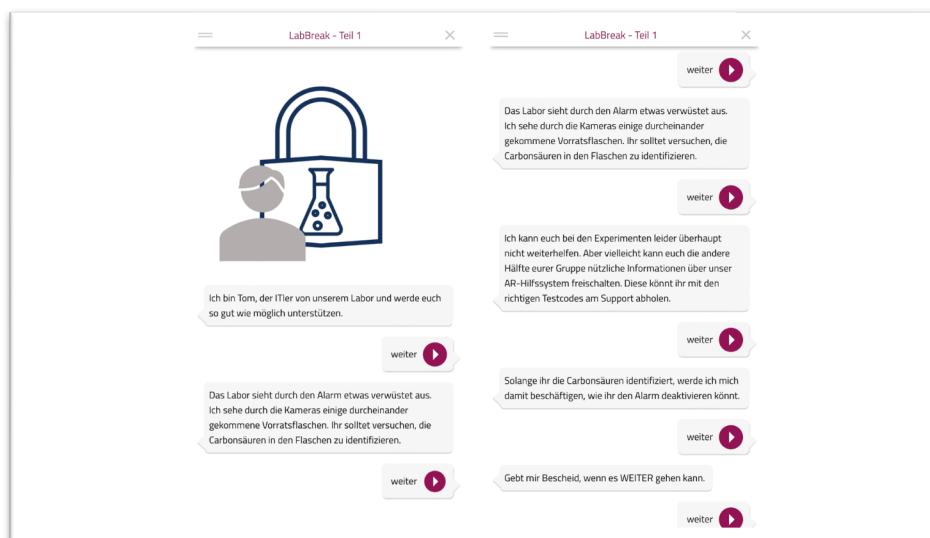 LabBreak - Teil 1
Ich bin Tom, der ITler von unserem Labor und werde euch
so gut wie möglich unterstützen.
weiter
Das Labor sieht durch den Alarm etwas verwüstet aus.
Ich sehe durch die Kameras einige durcheinander
gekommene Vorratsflaschen. Ihr solltet versuchen, die
Carbonsäuren in den Flaschen zu identifizieren.
weiter
LabBreak - Teil 1
weiter
Das Labor sieht durch den Alarm etwas verwüstet aus.
Ich sehe durch die Kameras einige durcheinander
gekommene Vorratsflaschen. Ihr solltet versuchen, die
Carbonsäuren in den Flaschen zu identifizieren.
weiter
Ich kann euch bei den Experimenten leider überhaupt
nicht weiterhelfen. Aber vielleicht kann euch die andere
Hälfte eurer Gruppe nützliche Informationen über unser
AR-Hilfssystem freischalten. Diese könnt ihr mit den
richtigen Testcodes am Support abholen.
weiter
Solange ihr die Carbonsäuren identifiziert, werde ich mich
damit beschäftigen, wie ihr den Alarm deaktivieren könnt.
weiter
Gebt mir Bescheid, wenn es WEITER gehen kann.
weiter